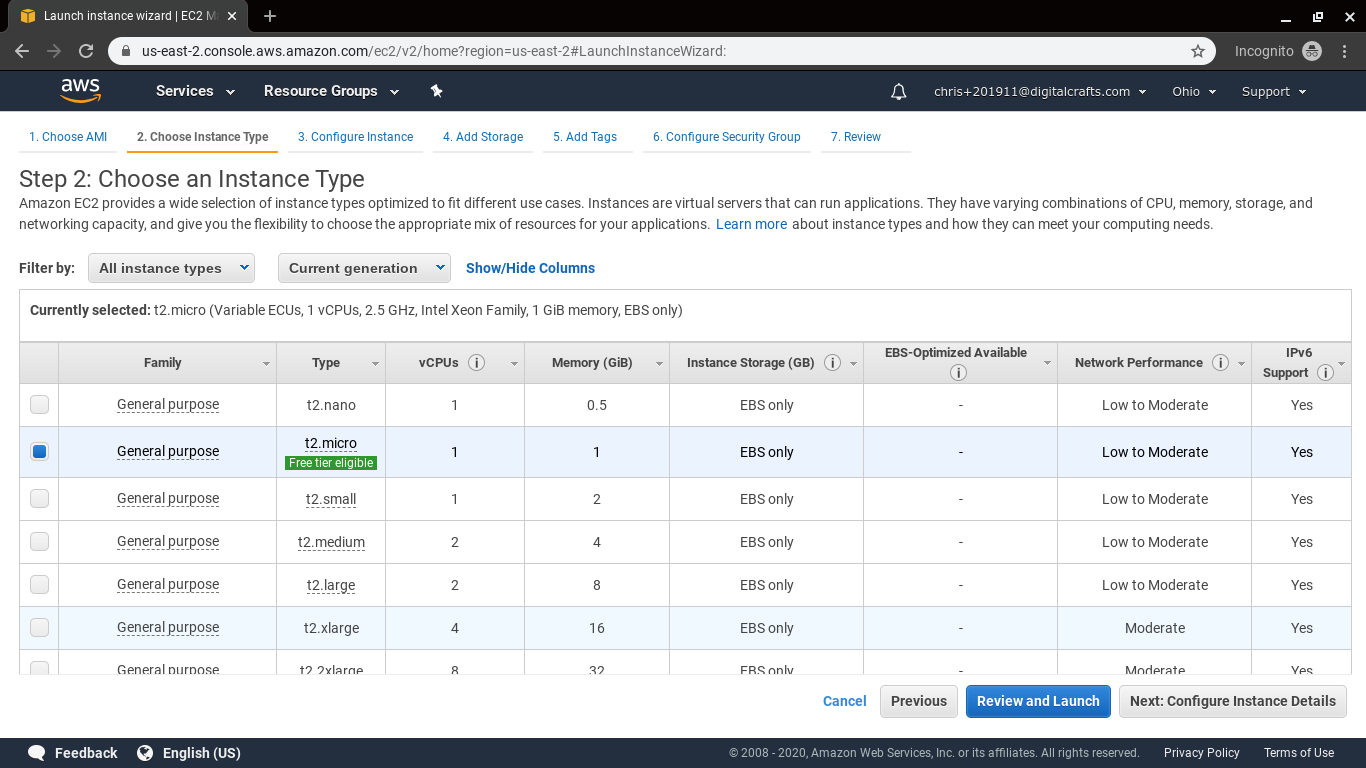 Launch instance wizard | EC2 Ma
us-east-2.console.aws.amazon.com/ec2/v2/home?region=us-east-2#LaunchInstanceWizard:
Incognito
aws
Services
Resource Groups
chris+201911@digitalcrafts.com
Ohio
Support
1. Choose AMI
2. Choose Instance Type
3. Configure Instance
4. Add Storage
5. Add Tags
6. Configure Security Group
7. Review
Step 2: Choose an Instance Type
Amazon EC2 provides a wide selection of instance types optimized to fit different use cases. Instances are virtual servers that can run applications. They have varying combinations of CPU, memory, storage, and
networking capacity, and give you the flexibility to choose the appropriate mix of resources for your applications. Learn more about instance types and how they can meet your computing needs.
Filter by: All instance types Current generation Show/Hide Columns
Currently selected: t2.micro (Variable ECUs, 1 vCPUs, 2.5 GHz, Intel Xeon Family, 1 GiB memory, EBS only)
Family Type vCPUs i Memory (GiB) Instance Storage (GB) i EBS-Optimized Available i Network Performance i IPv6 Support i
General purpose t2.nano 1 0.5 EBS only - Low to Moderate Yes
General purpose t2.micro 1 1 EBS only - Low to Moderate Yes
Free tier eligible
General purpose t2.small 1 2 EBS only - Low to Moderate Yes
General purpose t2.medium 2 4 EBS only - Low to Moderate Yes
General purpose t2.large 2 8 EBS only - Low to Moderate Yes
General purpose t2.xlarge 4 16 EBS only - Moderate Yes
General purpose t2.2xlarge 8 32 EBS only - Moderate Yes
Cancel Previous Review and Launch Next: Configure Instance Details
Feedback English (US) © 2008 - 2020, Amazon Web Services, Inc. or its affiliates. All rights reserved. Privacy Policy Terms of Use